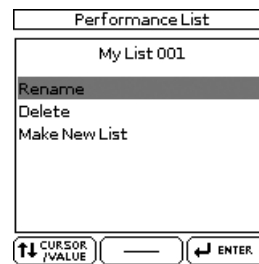 Performance List
My List 001
Rename
Delete
Make New List
CURSOR
/VALUE
ENTER